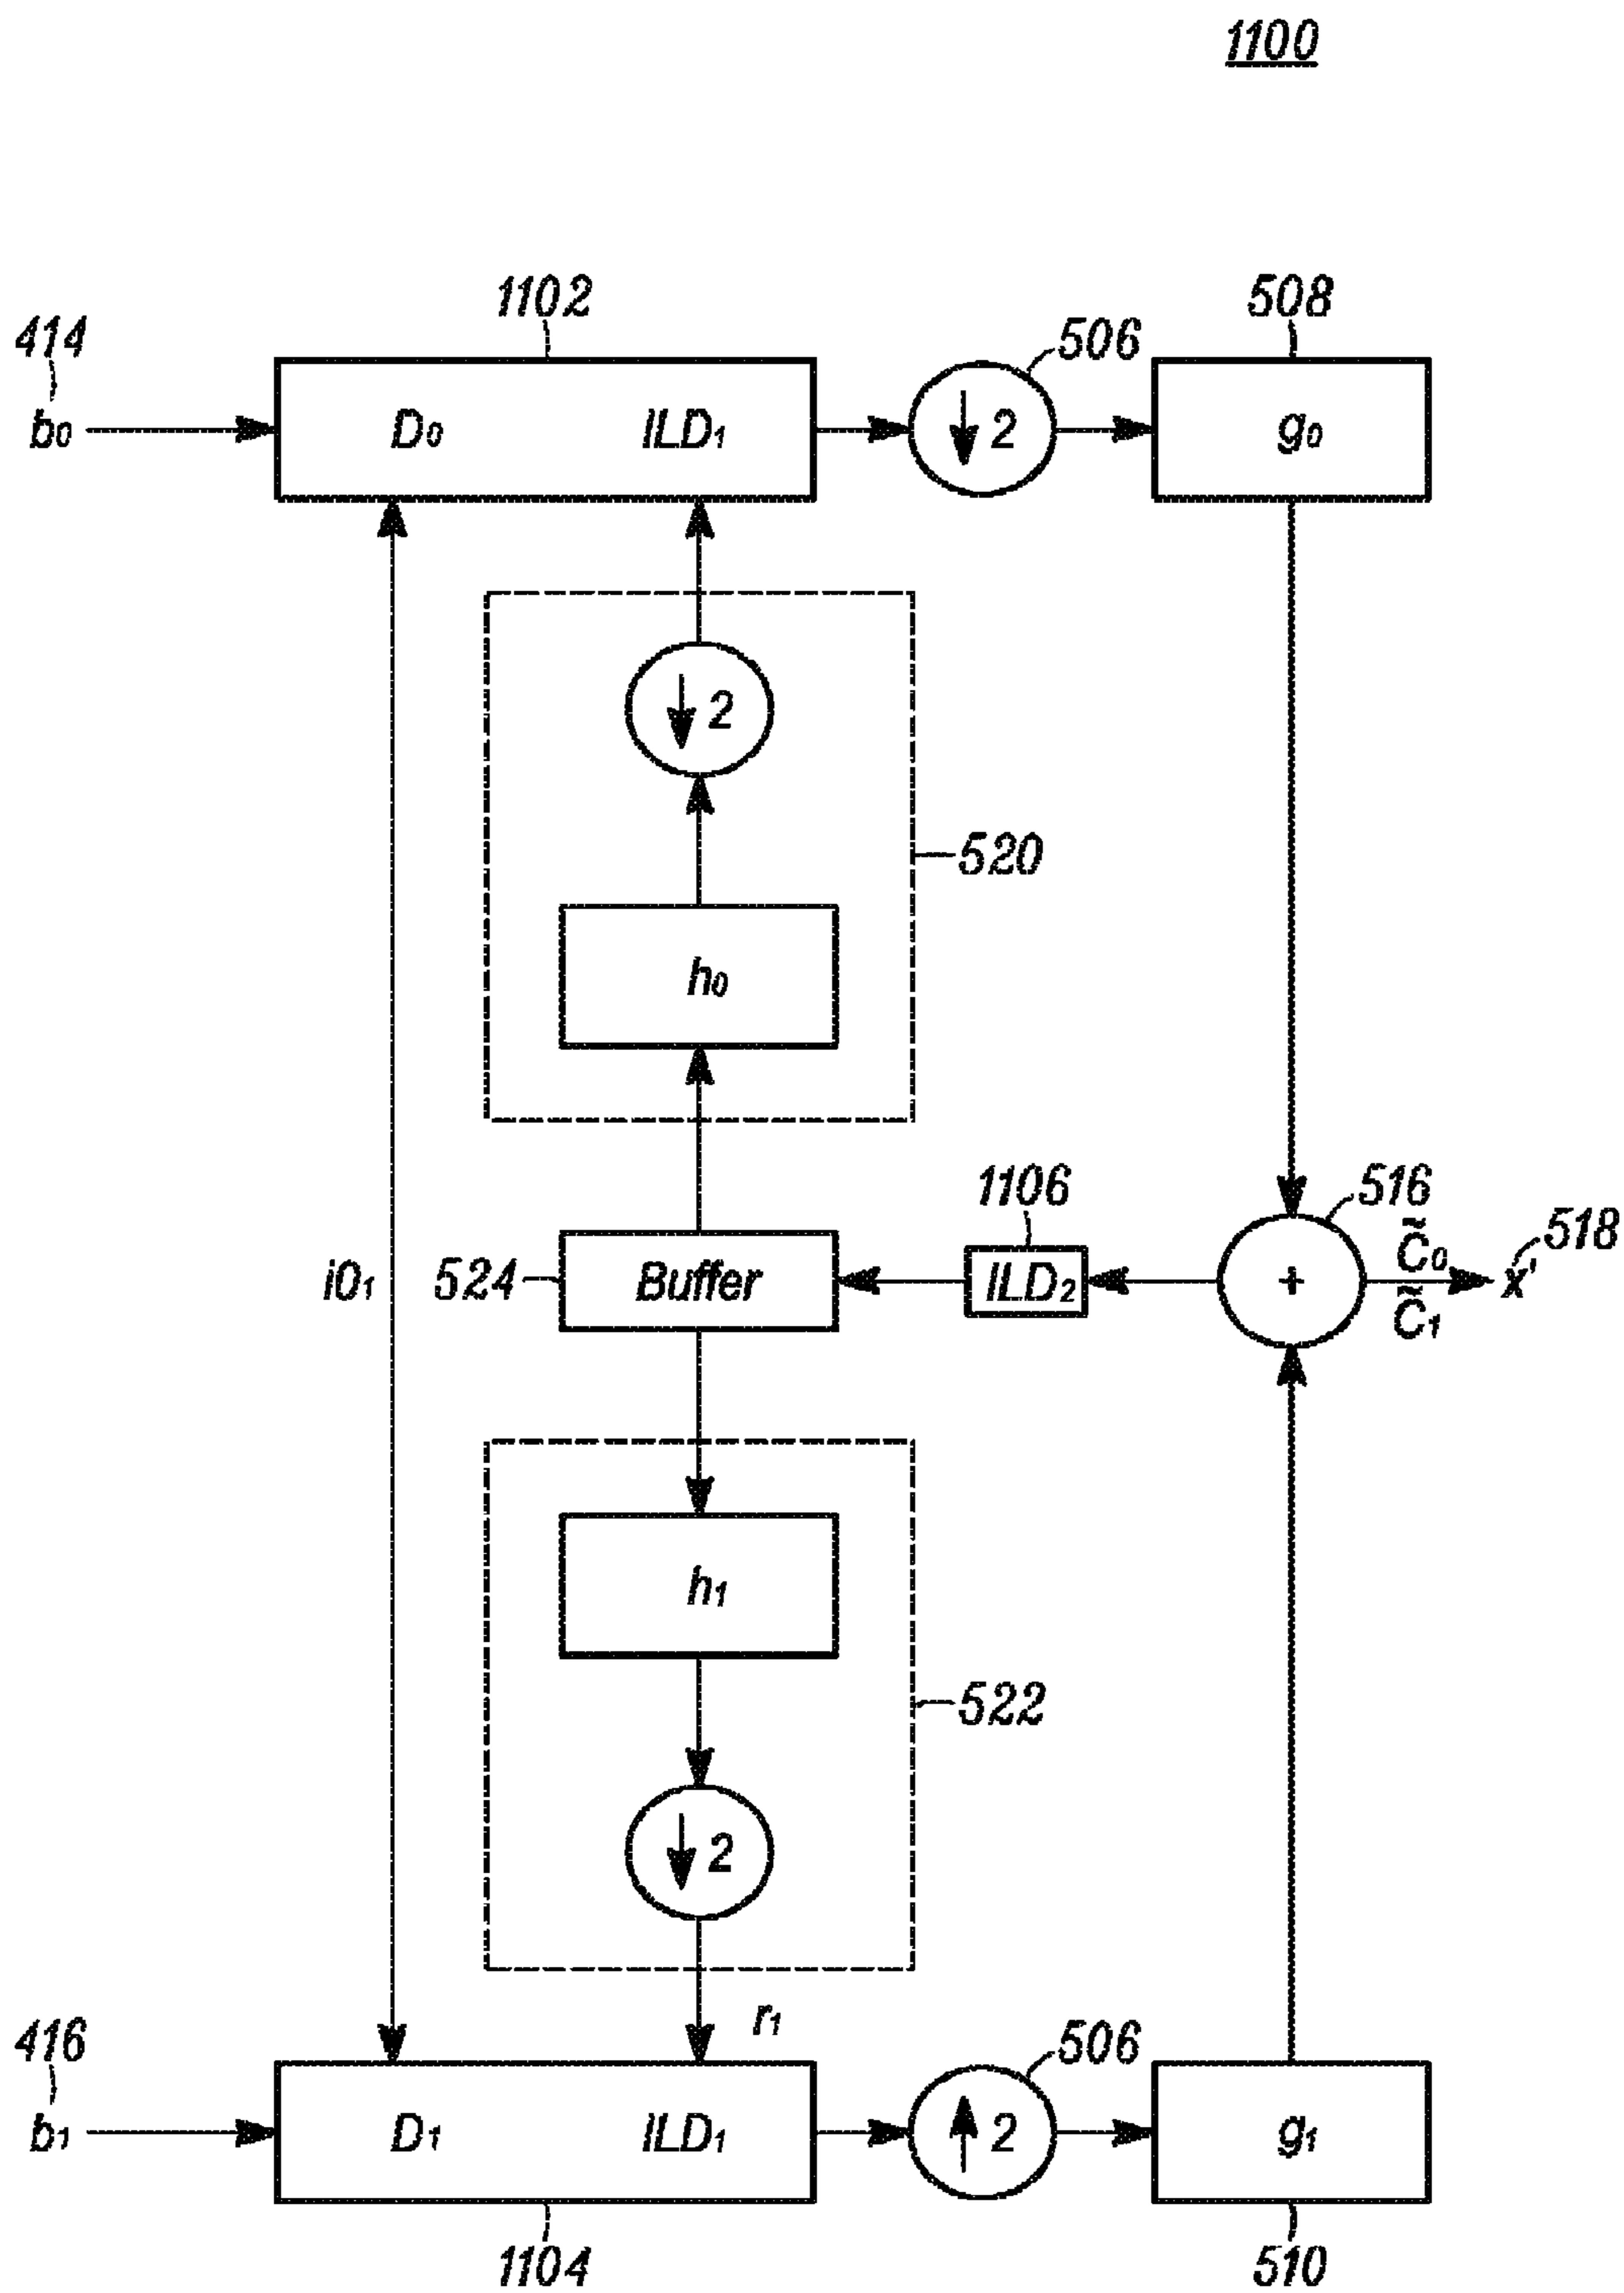 1100
1102
508
414
506
b₀
D₀ ILD₁
↓ 2
g₀
↓ 2
520
h₀
1106
516
518
C̃₀
i0₁
524
Buffer
ILD₂
+
x'
C̃₁
h₁
522
↓ 2
r₁
416
506
b₁
D₁ ILD₁
↑ 2
g₁
1104
510